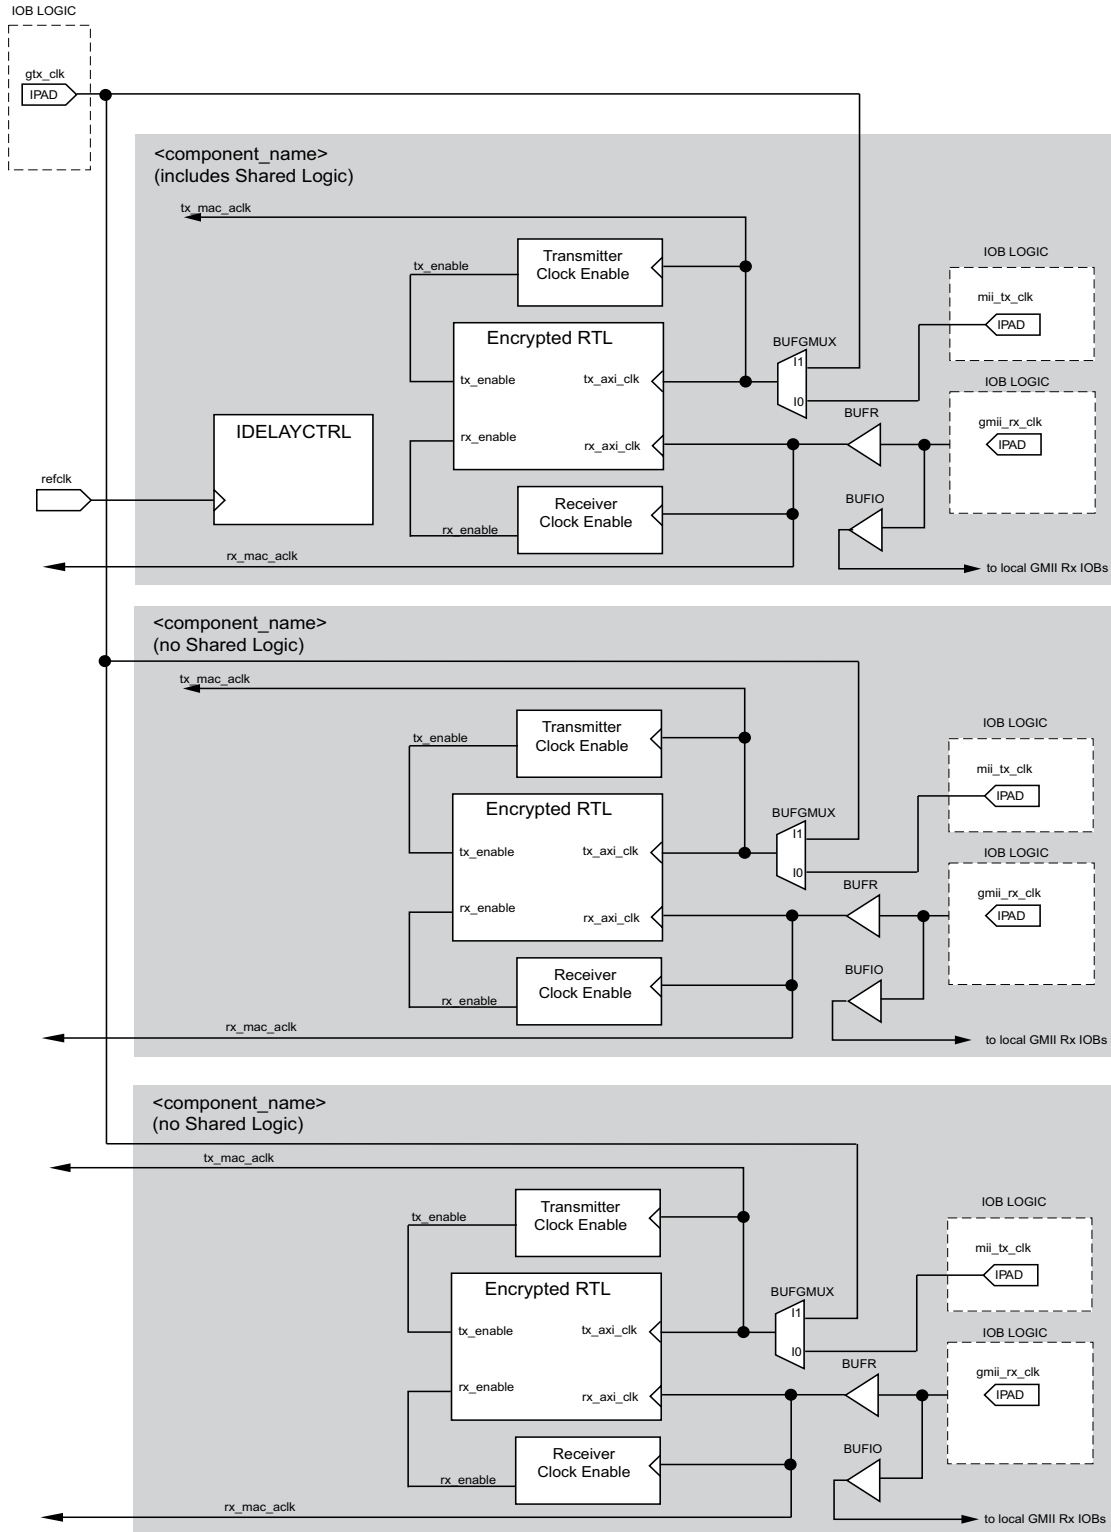 IOB LOGIC
gtx_clk
IPAD
<component_name>
(includes Shared Logic)
tx_mac_aclk
Transmitter
Clock Enable
tx_enable
IOB LOGIC
mii_tx_clk
IPAD
Encrypted RTL
BUFGMUX
I1
I0
tx_enable
tx_axi_clk
IOB LOGIC
gmii_rx_clk
IPAD
BUFR
rx_enable
rx_axi_clk
IDELAYCTRL
refclk
BUFIO
Receiver
Clock Enable
rx_enable
rx_mac_aclk
to local GMII Rx IOBs
<component_name>
(no Shared Logic)
tx_mac_aclk
Transmitter
Clock Enable
tx_enable
IOB LOGIC
mii_tx_clk
IPAD
Encrypted RTL
BUFGMUX
I1
I0
tx_enable
tx_axi_clk
IOB LOGIC
gmii_rx_clk
IPAD
BUFR
rx_enable
rx_axi_clk
BUFIO
Receiver
Clock Enable
rx_enable
rx_mac_aclk
to local GMII Rx IOBs
<component_name>
(no Shared Logic)
tx_mac_aclk
Transmitter
Clock Enable
tx_enable
IOB LOGIC
mii_tx_clk
IPAD
Encrypted RTL
BUFGMUX
I1
I0
tx_enable
tx_axi_clk
IOB LOGIC
gmii_rx_clk
IPAD
BUFR
rx_enable
rx_axi_clk
BUFIO
Receiver
Clock Enable
rx_enable
rx_mac_aclk
to local GMII Rx IOBs